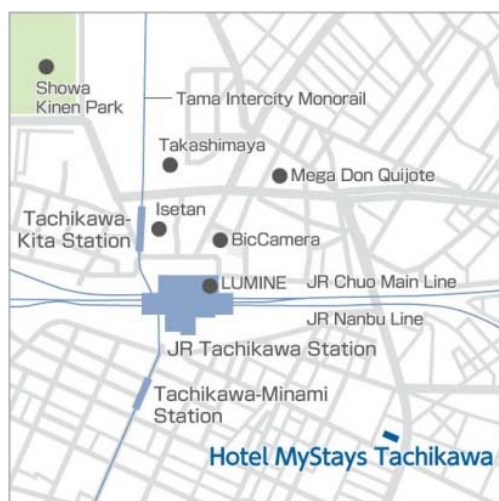 Showa
Kinen Park
Tama Intercity Monorail
Takashimaya
Mega Don Quijote
Isetan
Tachikawa-
Kita Station
BicCamera
LUMINE
JR Chuo Main Line
JR Nanbu Line
JR Tachikawa Station
Tachikawa-Minami
Station
Hotel MyStays Tachikawa